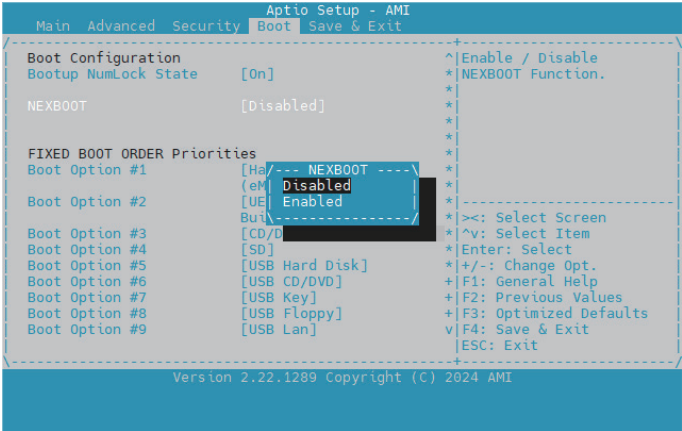 Aptio Setup - AMI
Main Advanced Security Boot Save & Exit
/------------------------------------------------------+---------------------------\
Boot Configuration ^|Enable / Disable
Bootup NumLock State [On] *|NEXBOOT Function.
*|
NEXBOOT [Disabled] *|
*|
*|
FIXED BOOT ORDER Priorities *|
Boot Option #1 [Ha/--- NEXBOOT ----\ *|
(eM| Disabled | *|
Boot Option #2 [UE| Enabled | *|---------------------------
Bui\-----------------/ *|><: Select Screen
Boot Option #3 [CD/D *|^v: Select Item
Boot Option #4 [SD] *|Enter: Select
Boot Option #5 [USB Hard Disk] *|+/-: Change Opt.
Boot Option #6 [USB CD/DVD] +|F1: General Help
Boot Option #7 [USB Key] +|F2: Previous Values
Boot Option #8 [USB Floppy] +|F3: Optimized Defaults
Boot Option #9 [USB Lan] v|F4: Save & Exit
|ESC: Exit
\------------------------------------------------------+---------------------------/
Version 2.22.1289 Copyright (C) 2024 AMI